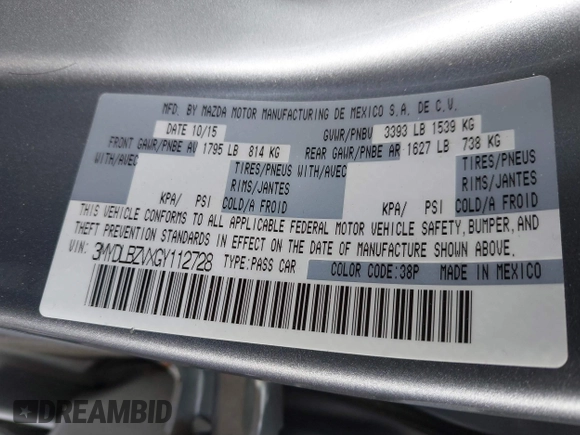 MFD. BY MAZDA MOTOR MANUFACTURING DE MEXICO S.A. DE C.V.
DATE 10/15 GVWR/PNBV 3393 LB 1539 KG
FRONT GAWR/PNBE AV 1795 LB 814 KG REAR GAWR/PNBE AR 1627 LB 738 KG
WITH/AVEC TIRES/PNEUS WITH/AVEC TIRES/PNEUS
RIMS/JANTES RIMS/JANTES
KPA/ PSI COLD/A FROID KPA/ PSI COLD/A FROID
THIS VEHICLE CONFORMS TO ALL APPLICABLE FEDERAL MOTOR VEHICLE SAFETY, BUMPER, AND
THEFT PREVENTION STANDARDS IN EFFECT ON THE DATE OF MANUFACTURE SHOWN ABOVE.
VIN: 3MYDLBZVXGY112728 TYPE: PASS CAR COLOR CODE: 38P MADE IN MEXICO
DREAMBID